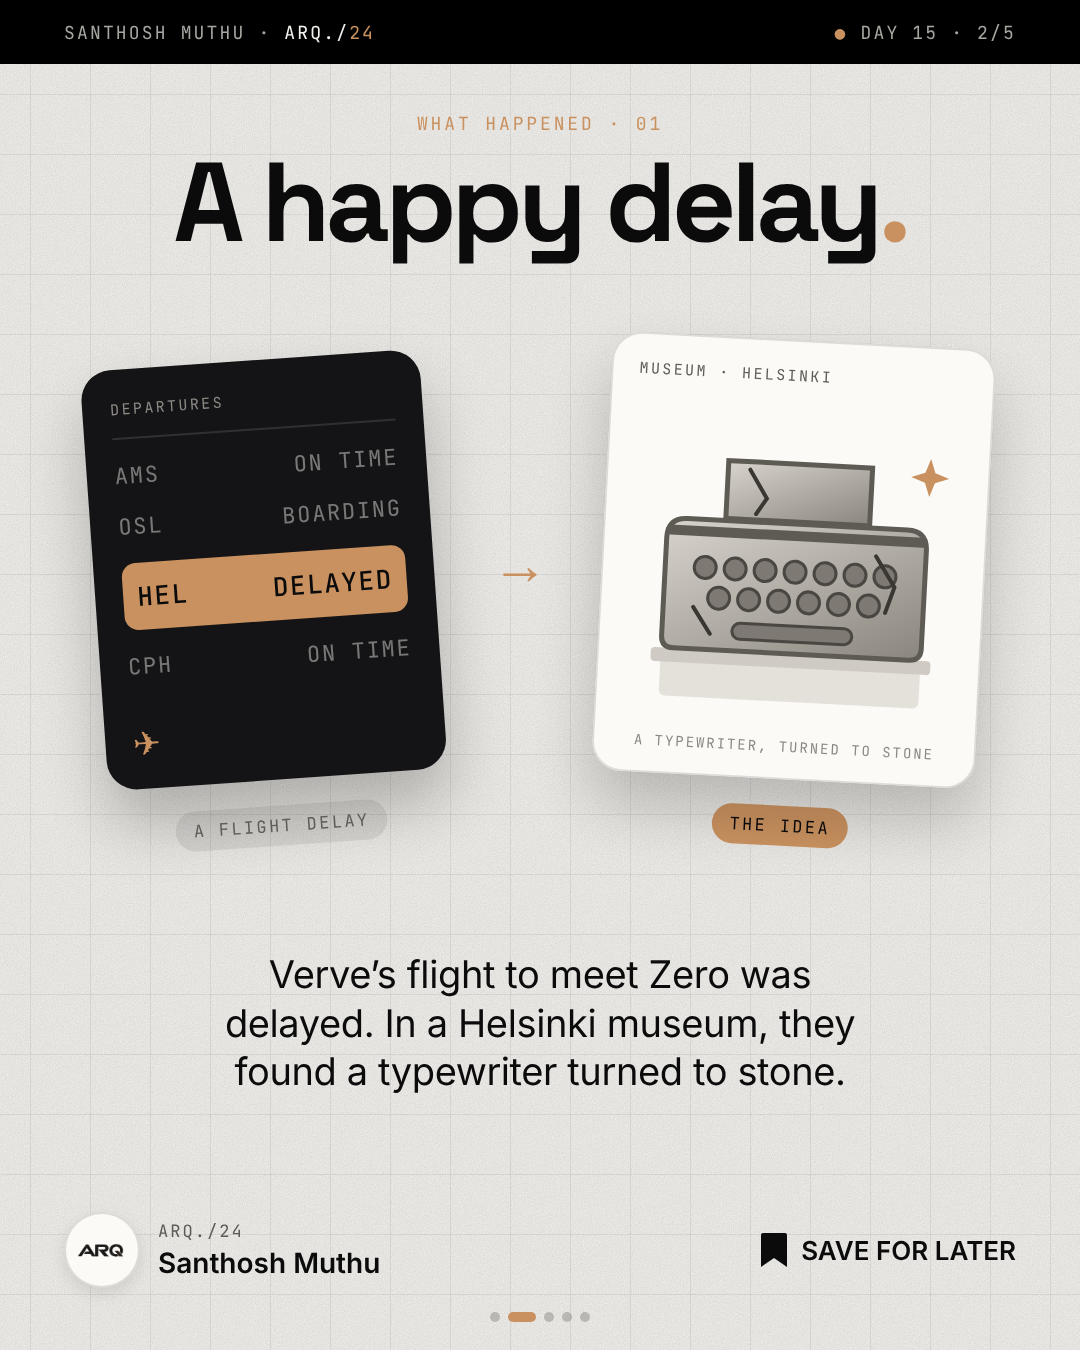 SANTHOSH MUTHU · ARQ./24
● DAY 15 · 2/5
WHAT HAPPENED · 01
A happy delay.
DEPARTURES
AMS ON TIME
OSL BOARDING
HEL DELAYED
CPH ON TIME
A FLIGHT DELAY
→
MUSEUM · HELSINKI
A TYPEWRITER, TURNED TO STONE
THE IDEA
Verve’s flight to meet Zero was
delayed. In a Helsinki museum, they
found a typewriter turned to stone.
ARQ
ARQ./24
Santhosh Muthu
SAVE FOR LATER